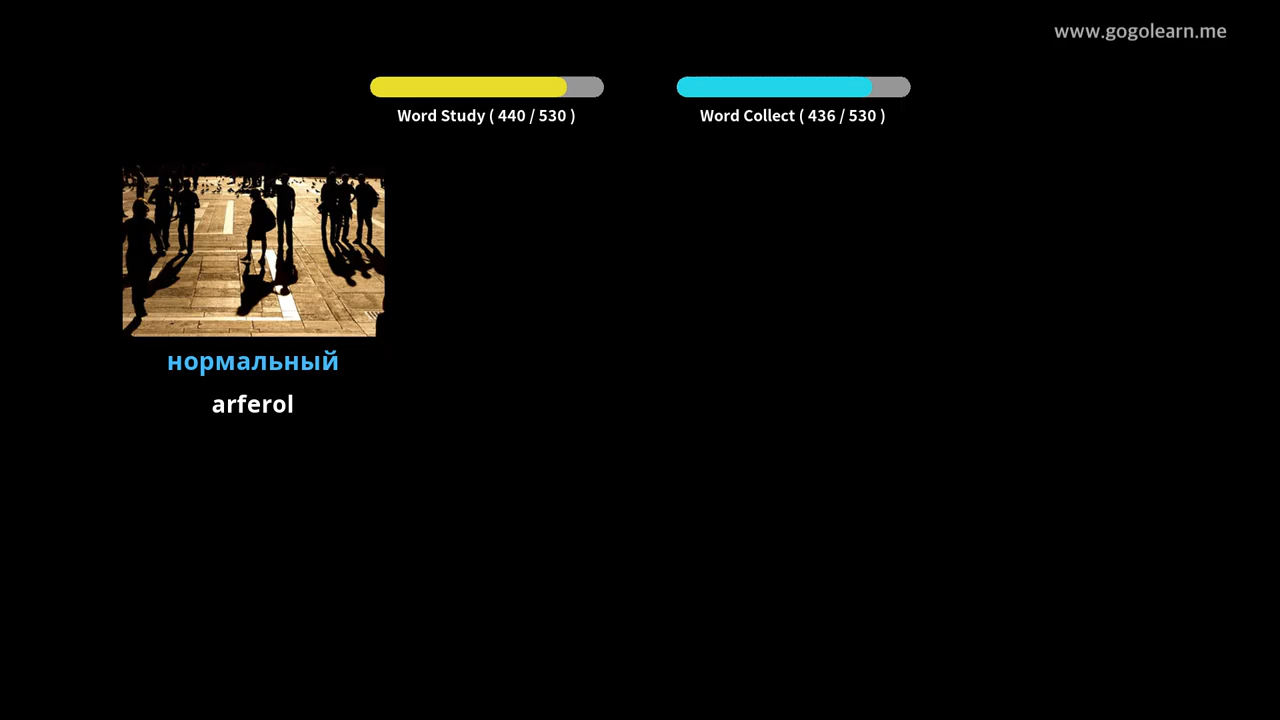 www.gogolearn.me
Word Study ( 440 / 530 )
Word Collect ( 436 / 530 )
нормальный
arferol